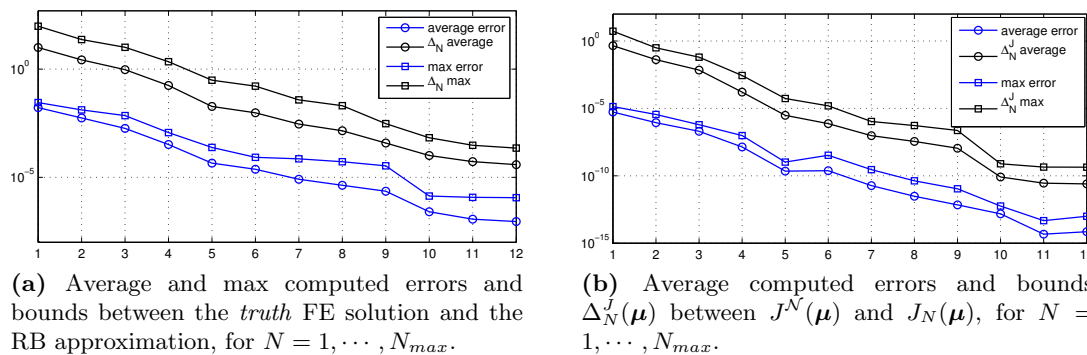 10^0
10^-5
1 2 3 4 5 6 7 8 9 10 11 12
average error
Δ_N average
max error
Δ_N max
10^0
10^-5
10^-10
10^-15
1 2 3 4 5 6 7 8 9 10 11 1
average error
Δ_N^J average
max error
Δ_N^J max
(a) Average and max computed errors and
bounds between the truth FE solution and the
RB approximation, for N = 1, ··· , N_max.
(b) Average computed errors and bounds
Δ_N^J(μ) between J^𝒩(μ) and J_N(μ), for N =
1, ··· , N_max.